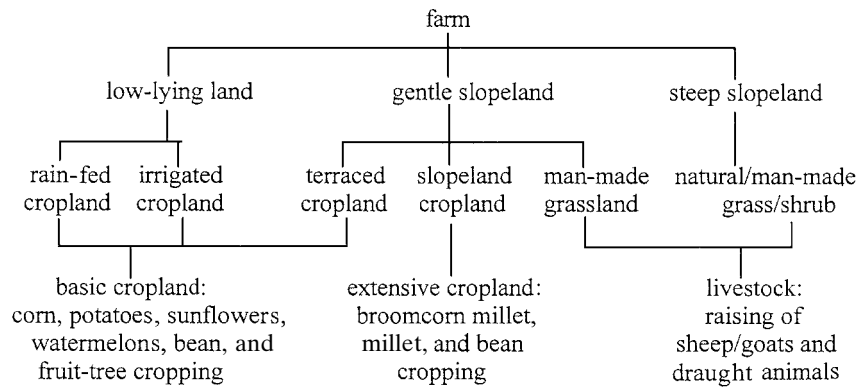 farm
low-lying land
gentle slopeland
steep slopeland
rain-fed
cropland
irrigated
cropland
terraced
cropland
slopeland
cropland
man-made
grassland
natural/man-made
grass/shrub
basic cropland:
corn, potatoes, sunflowers,
watermelons, bean, and
fruit-tree cropping
extensive cropland:
broomcorn millet,
millet, and bean
cropping
livestock:
raising of
sheep/goats and
draught animals